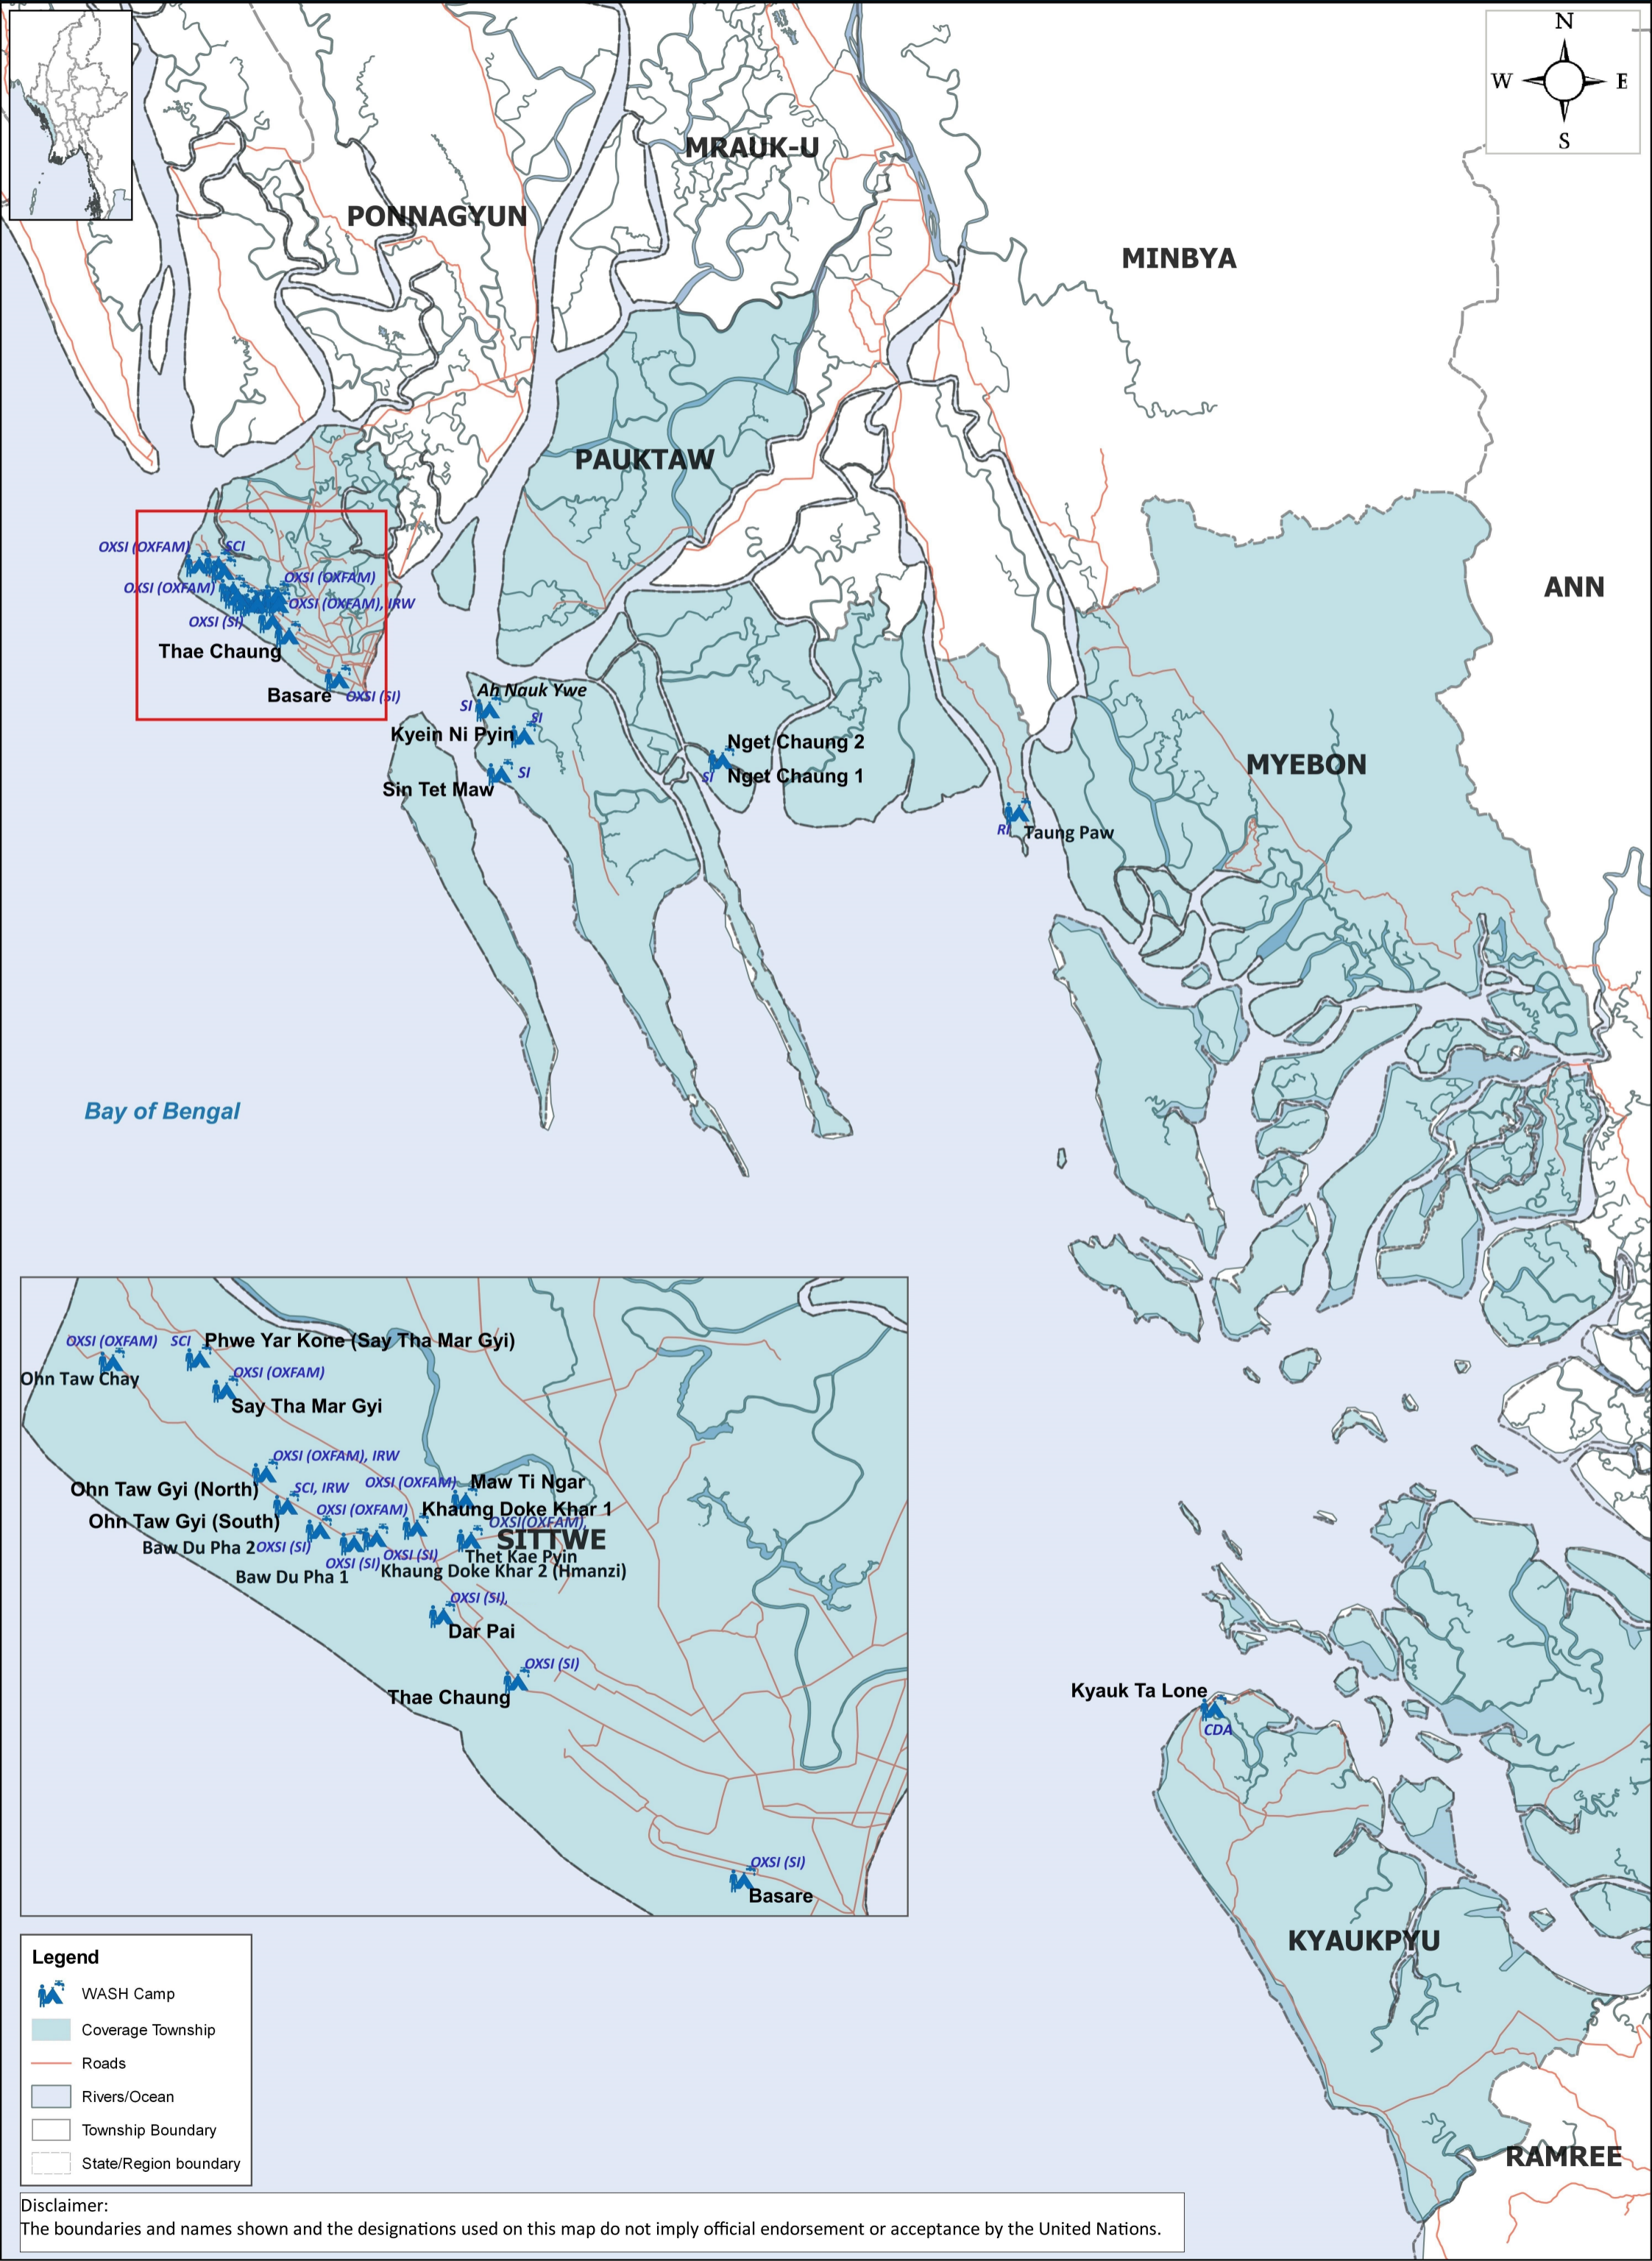 N
W E
S
MRAUK-U
PONNAGYUN
MINBYA
PAUKTAW
ANN
OXSI (OXFAM)
SCI
OXSI (OXFAM)
OXSI (OXFAM)
OXSI (OXFAM), IRW
OXSI (SI)
Thae Chaung
Basare
OXSI (SI)
Ah Nauk Ywe
SI
SI
Kyein Ni Pyin
SI
Sin Tet Maw
Nget Chaung 2
SI
Nget Chaung 1
MYEBON
RI
Taung Paw
Bay of Bengal
OXSI (OXFAM)
SCI
Phwe Yar Kone (Say Tha Mar Gyi)
Ohn Taw Chay
OXSI (OXFAM)
Say Tha Mar Gyi
OXSI (OXFAM), IRW
Ohn Taw Gyi (North)
SCI, IRW
OXSI (OXFAM)
Maw Ti Ngar
Ohn Taw Gyi (South)
OXSI (OXFAM)
Khaung Doke Khar 1
OXSI(OXFAM),
SITTWE
Baw Du Pha 2
OXSI (SI)
OXSI (SI)
OXSI (SI)
Thet Kae Pyin
Baw Du Pha 1
Khaung Doke Khar 2 (Hmanzi)
OXSI (SI),
Dar Pai
OXSI (SI)
Thae Chaung
OXSI (SI)
Basare
Kyauk Ta Lone
CDA
KYAUKPYU
RAMREE
Legend
WASH Camp
Coverage Township
Roads
Rivers/Ocean
Township Boundary
State/Region boundary
Disclaimer:
The boundaries and names shown and the designations used on this map do not imply official endorsement or acceptance by the United Nations.